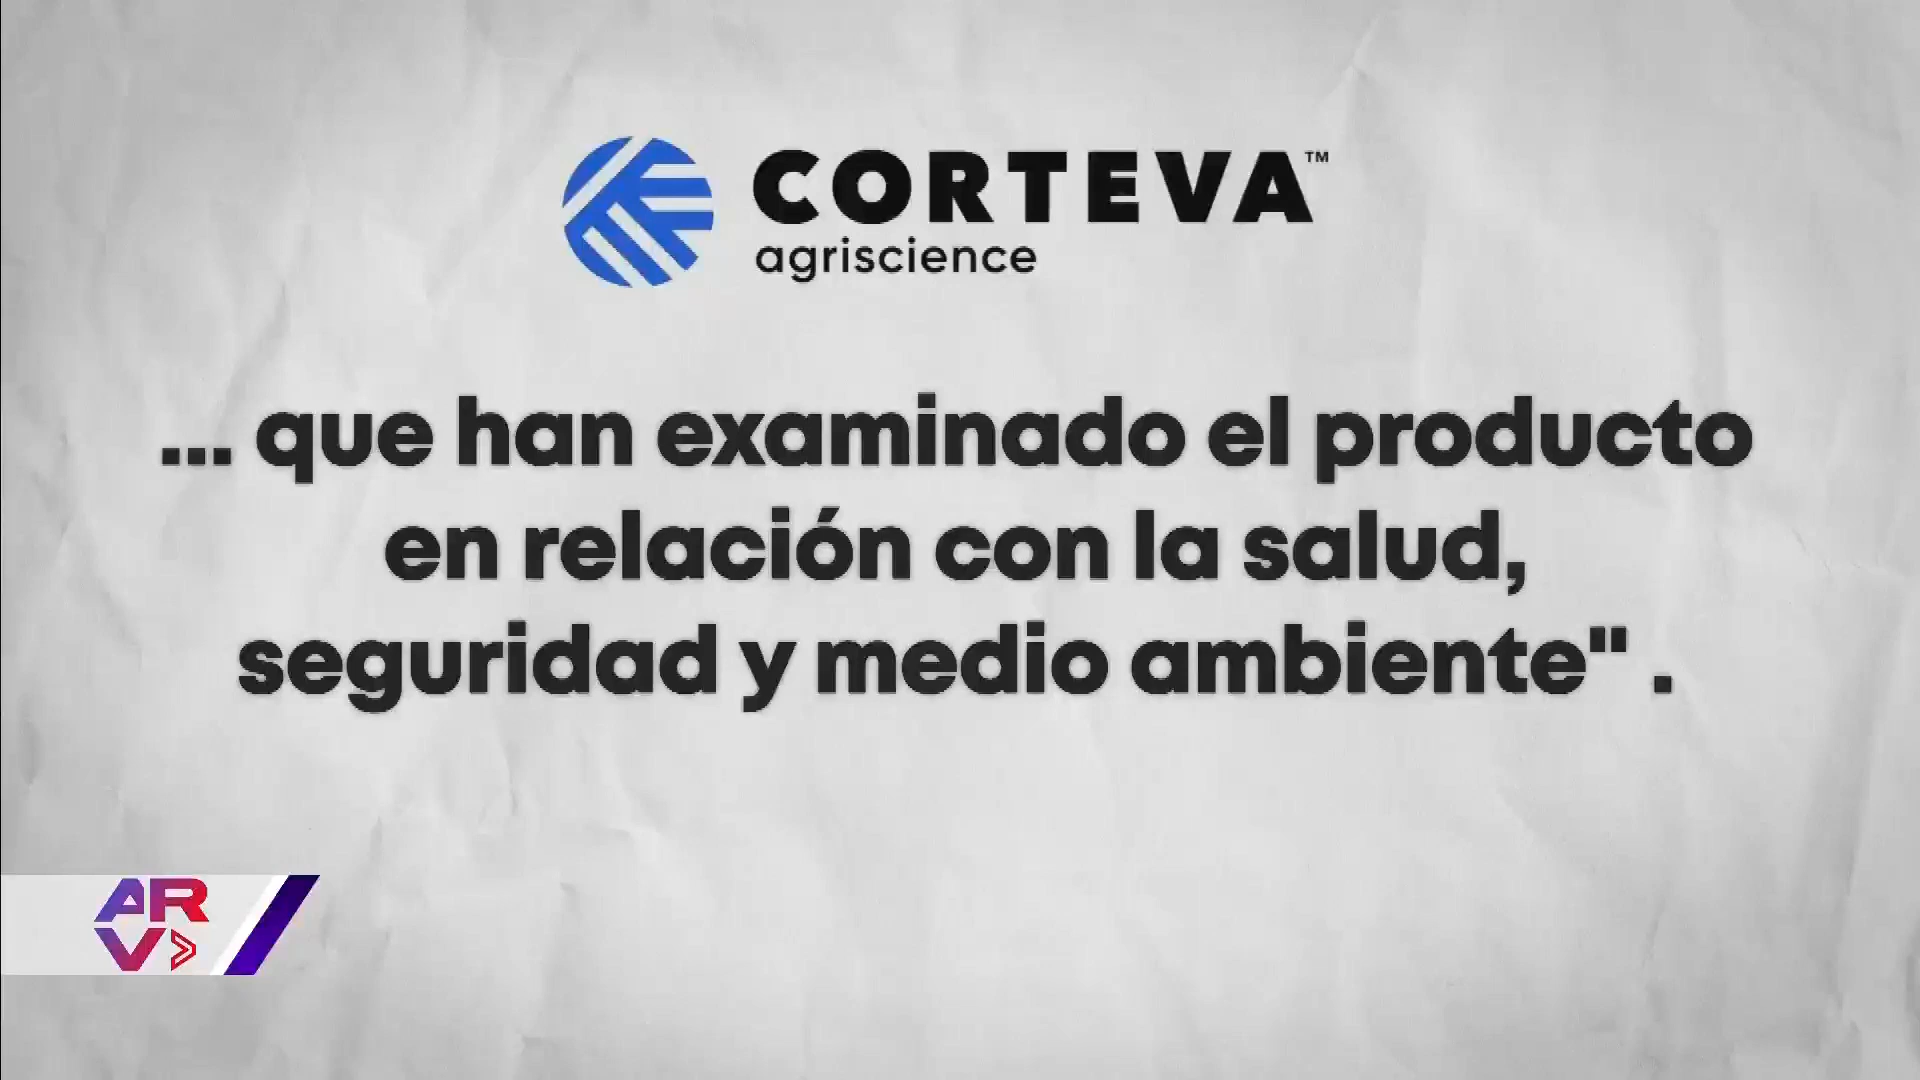 CORTEVA™
agriscience
... que han examinado el producto
en relación con la salud,
seguridad y medio ambiente" .
ARV